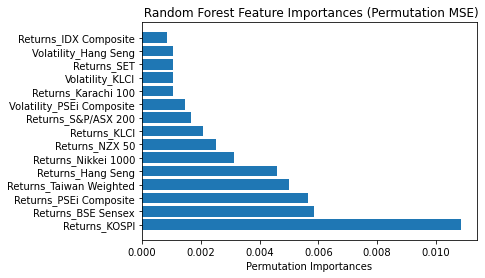 Random Forest Feature Importances (Permutation MSE)
Returns_IDX Composite
Volatility_Hang Seng
Returns_SET
Volatility_KLCI
Returns_Karachi 100
Volatility_PSEi Composite
Returns_S&P/ASX 200
Returns_KLCI
Returns_NZX 50
Returns_Nikkei 1000
Returns_Hang Seng
Returns_Taiwan Weighted
Returns_PSEi Composite
Returns_BSE Sensex
Returns_KOSPI
0.000 0.002 0.004 0.006 0.008 0.010
Permutation Importances